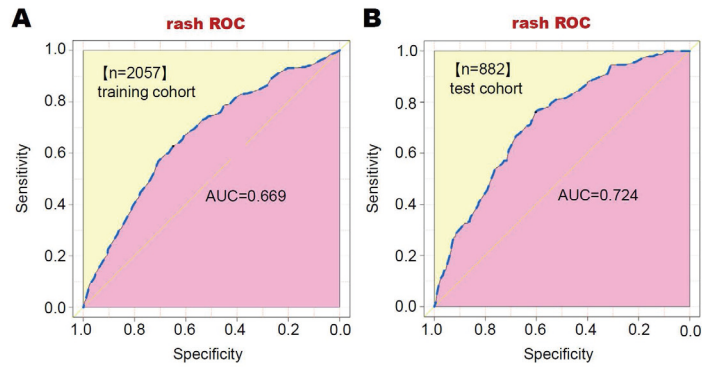 A
rash ROC
1.0
0.8
0.6
0.4
0.2
0.0
Sensitivity
【n=2057】
training cohort
AUC=0.669
1.0 0.8 0.6 0.4 0.2 0.0
Specificity
B
rash ROC
1.0
0.8
0.6
0.4
0.2
0.0
Sensitivity
【n=882】
test cohort
AUC=0.724
1.0 0.8 0.6 0.4 0.2 0.0
Specificity